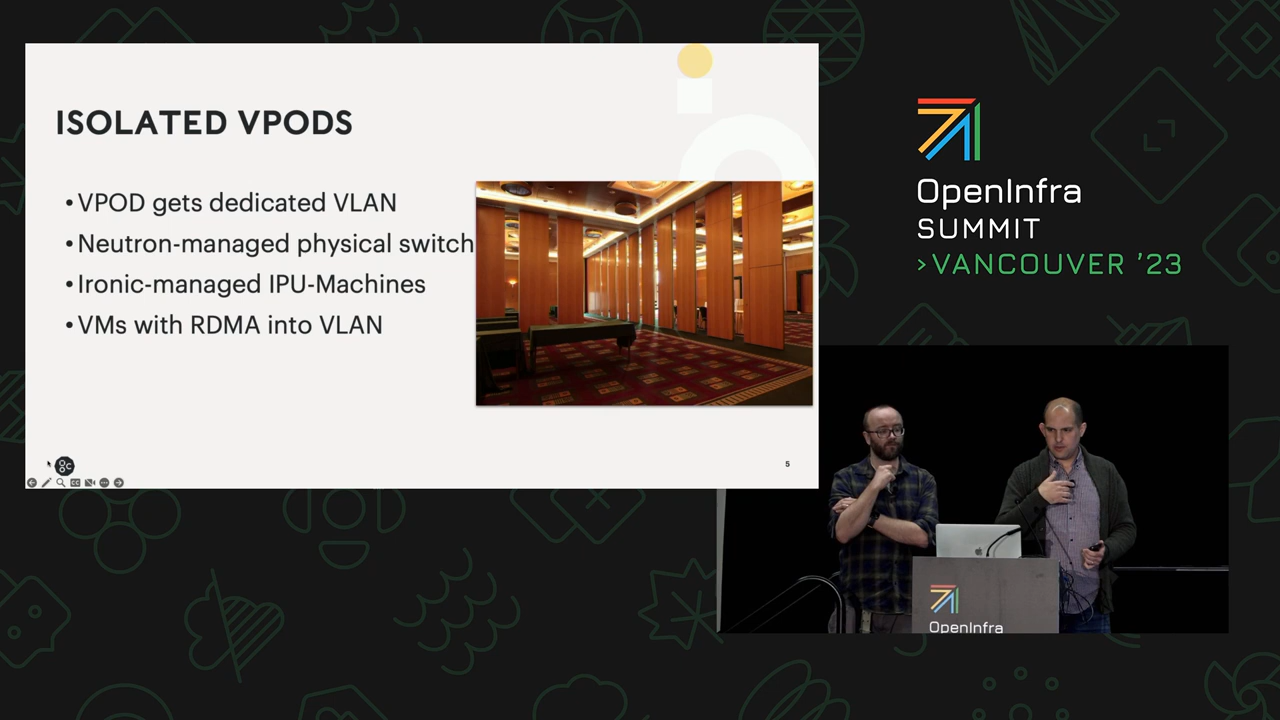 ISOLATED VPODS
• VPOD gets dedicated VLAN
• Neutron-managed physical switch
• Ironic-managed IPU-Machines
• VMs with RDMA into VLAN
5
OpenInfra
SUMMIT
>VANCOUVER '23
OpenInfra